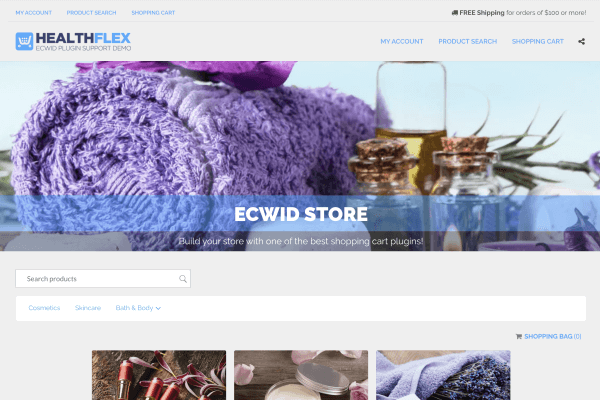 MY ACCOUNT PRODUCT SEARCH SHOPPING CART FREE Shipping for orders of $100 or more!
HEALTHFLEX
ECWID PLUGIN SUPPORT DEMO
MY ACCOUNT PRODUCT SEARCH SHOPPING CART
ECWID STORE
Build your store with one of the best shopping cart plugins!
Search products
Cosmetics Skincare Bath & Body
SHOPPING BAG (0)